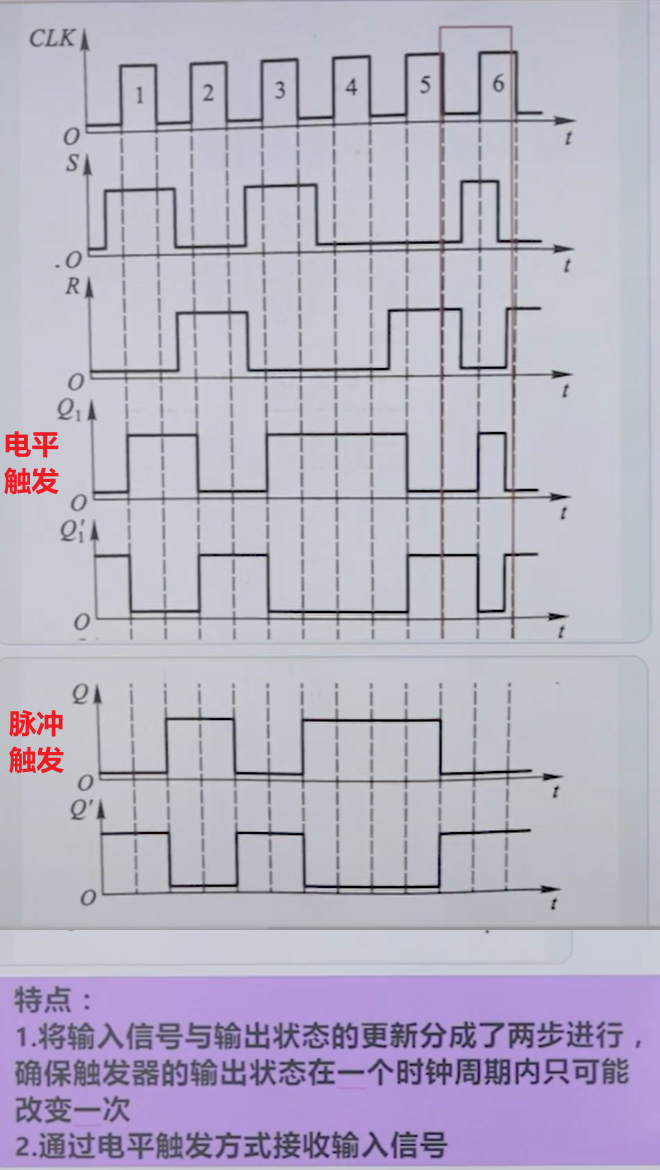 CLK
1
2
3
4
5
6
O
t
S
O
t
R
O
t
电平
触发
Q₁
O
t
Q₁′
O
t
脉冲
触发
Q
O
t
Q′
O
t
特点：
1.将输入信号与输出状态的更新分成了两步进行，
确保触发器的输出状态在一个时钟周期内只可能
改变一次
2.通过电平触发方式接收输入信号